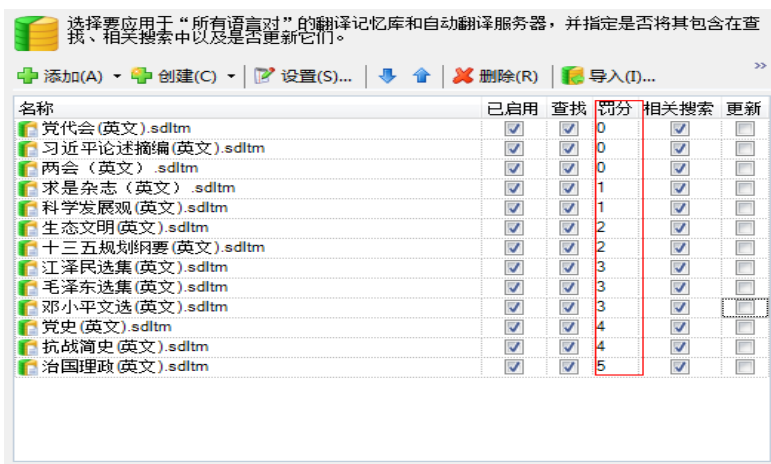 选择要应用于“所有语言对”的翻译记忆库和自动翻译服务器，并指定是否将其包含在查
找、相关搜索中以及是否更新它们。
添加(A) 创建(C) 设置(S)... 删除(R) 导入(I)... »
名称 已启用 查找 罚分 相关搜索 更新
党代会(英文).sdltm 0
习近平论述摘编(英文).sdltm 0
两会（英文）.sdltm 0
求是杂志（英文）.sdltm 1
科学发展观(英文).sdltm 1
生态文明(英文).sdltm 2
十三五规划纲要(英文).sdltm 2
江泽民选集(英文).sdltm 3
毛泽东选集(英文).sdltm 3
邓小平文选(英文).sdltm 3
党史(英文).sdltm 4
抗战简史(英文).sdltm 4
治国理政(英文).sdltm 5